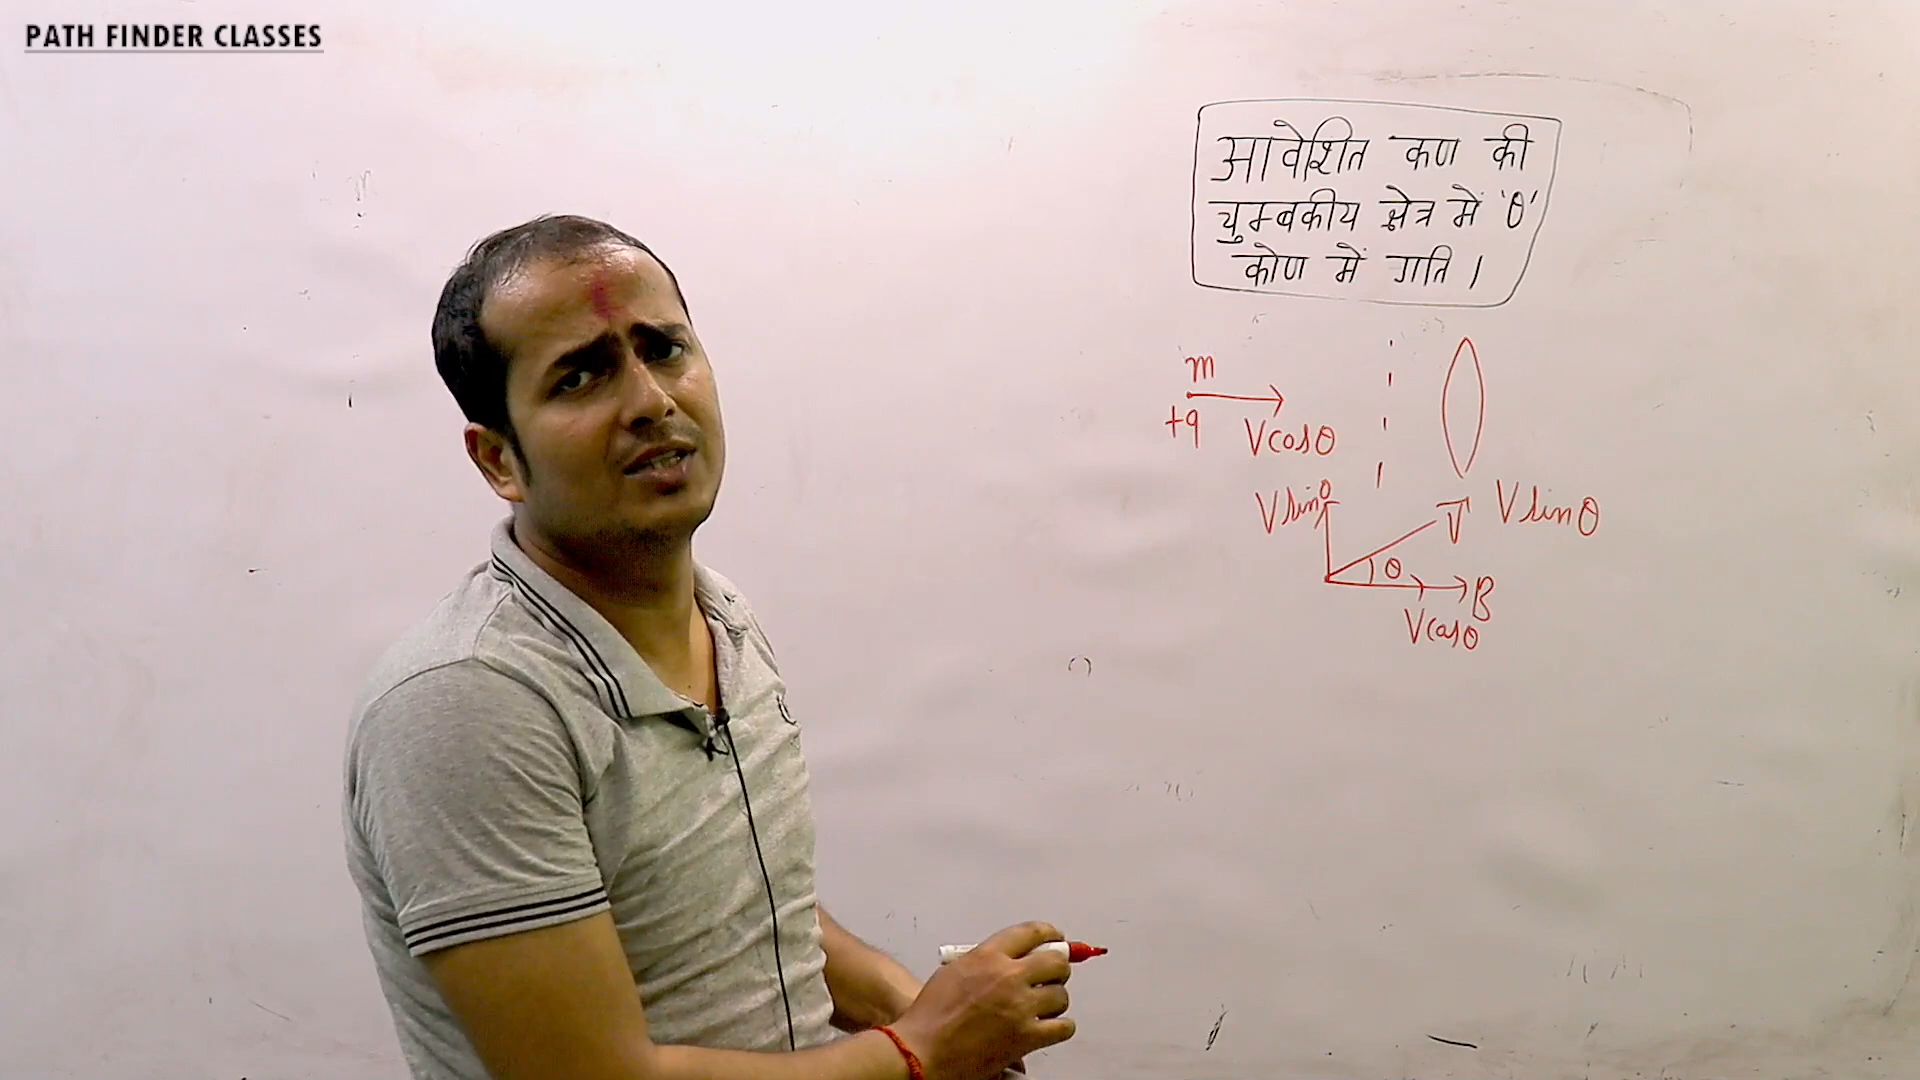 PATH FINDER CLASSES
आवेशित कण की
चुम्बकीय क्षेत्र में 'θ'
कोण में गति ।
m
+q
Vcosθ
Vsinθ
V
Vsinθ
θ
B
Vcosθ